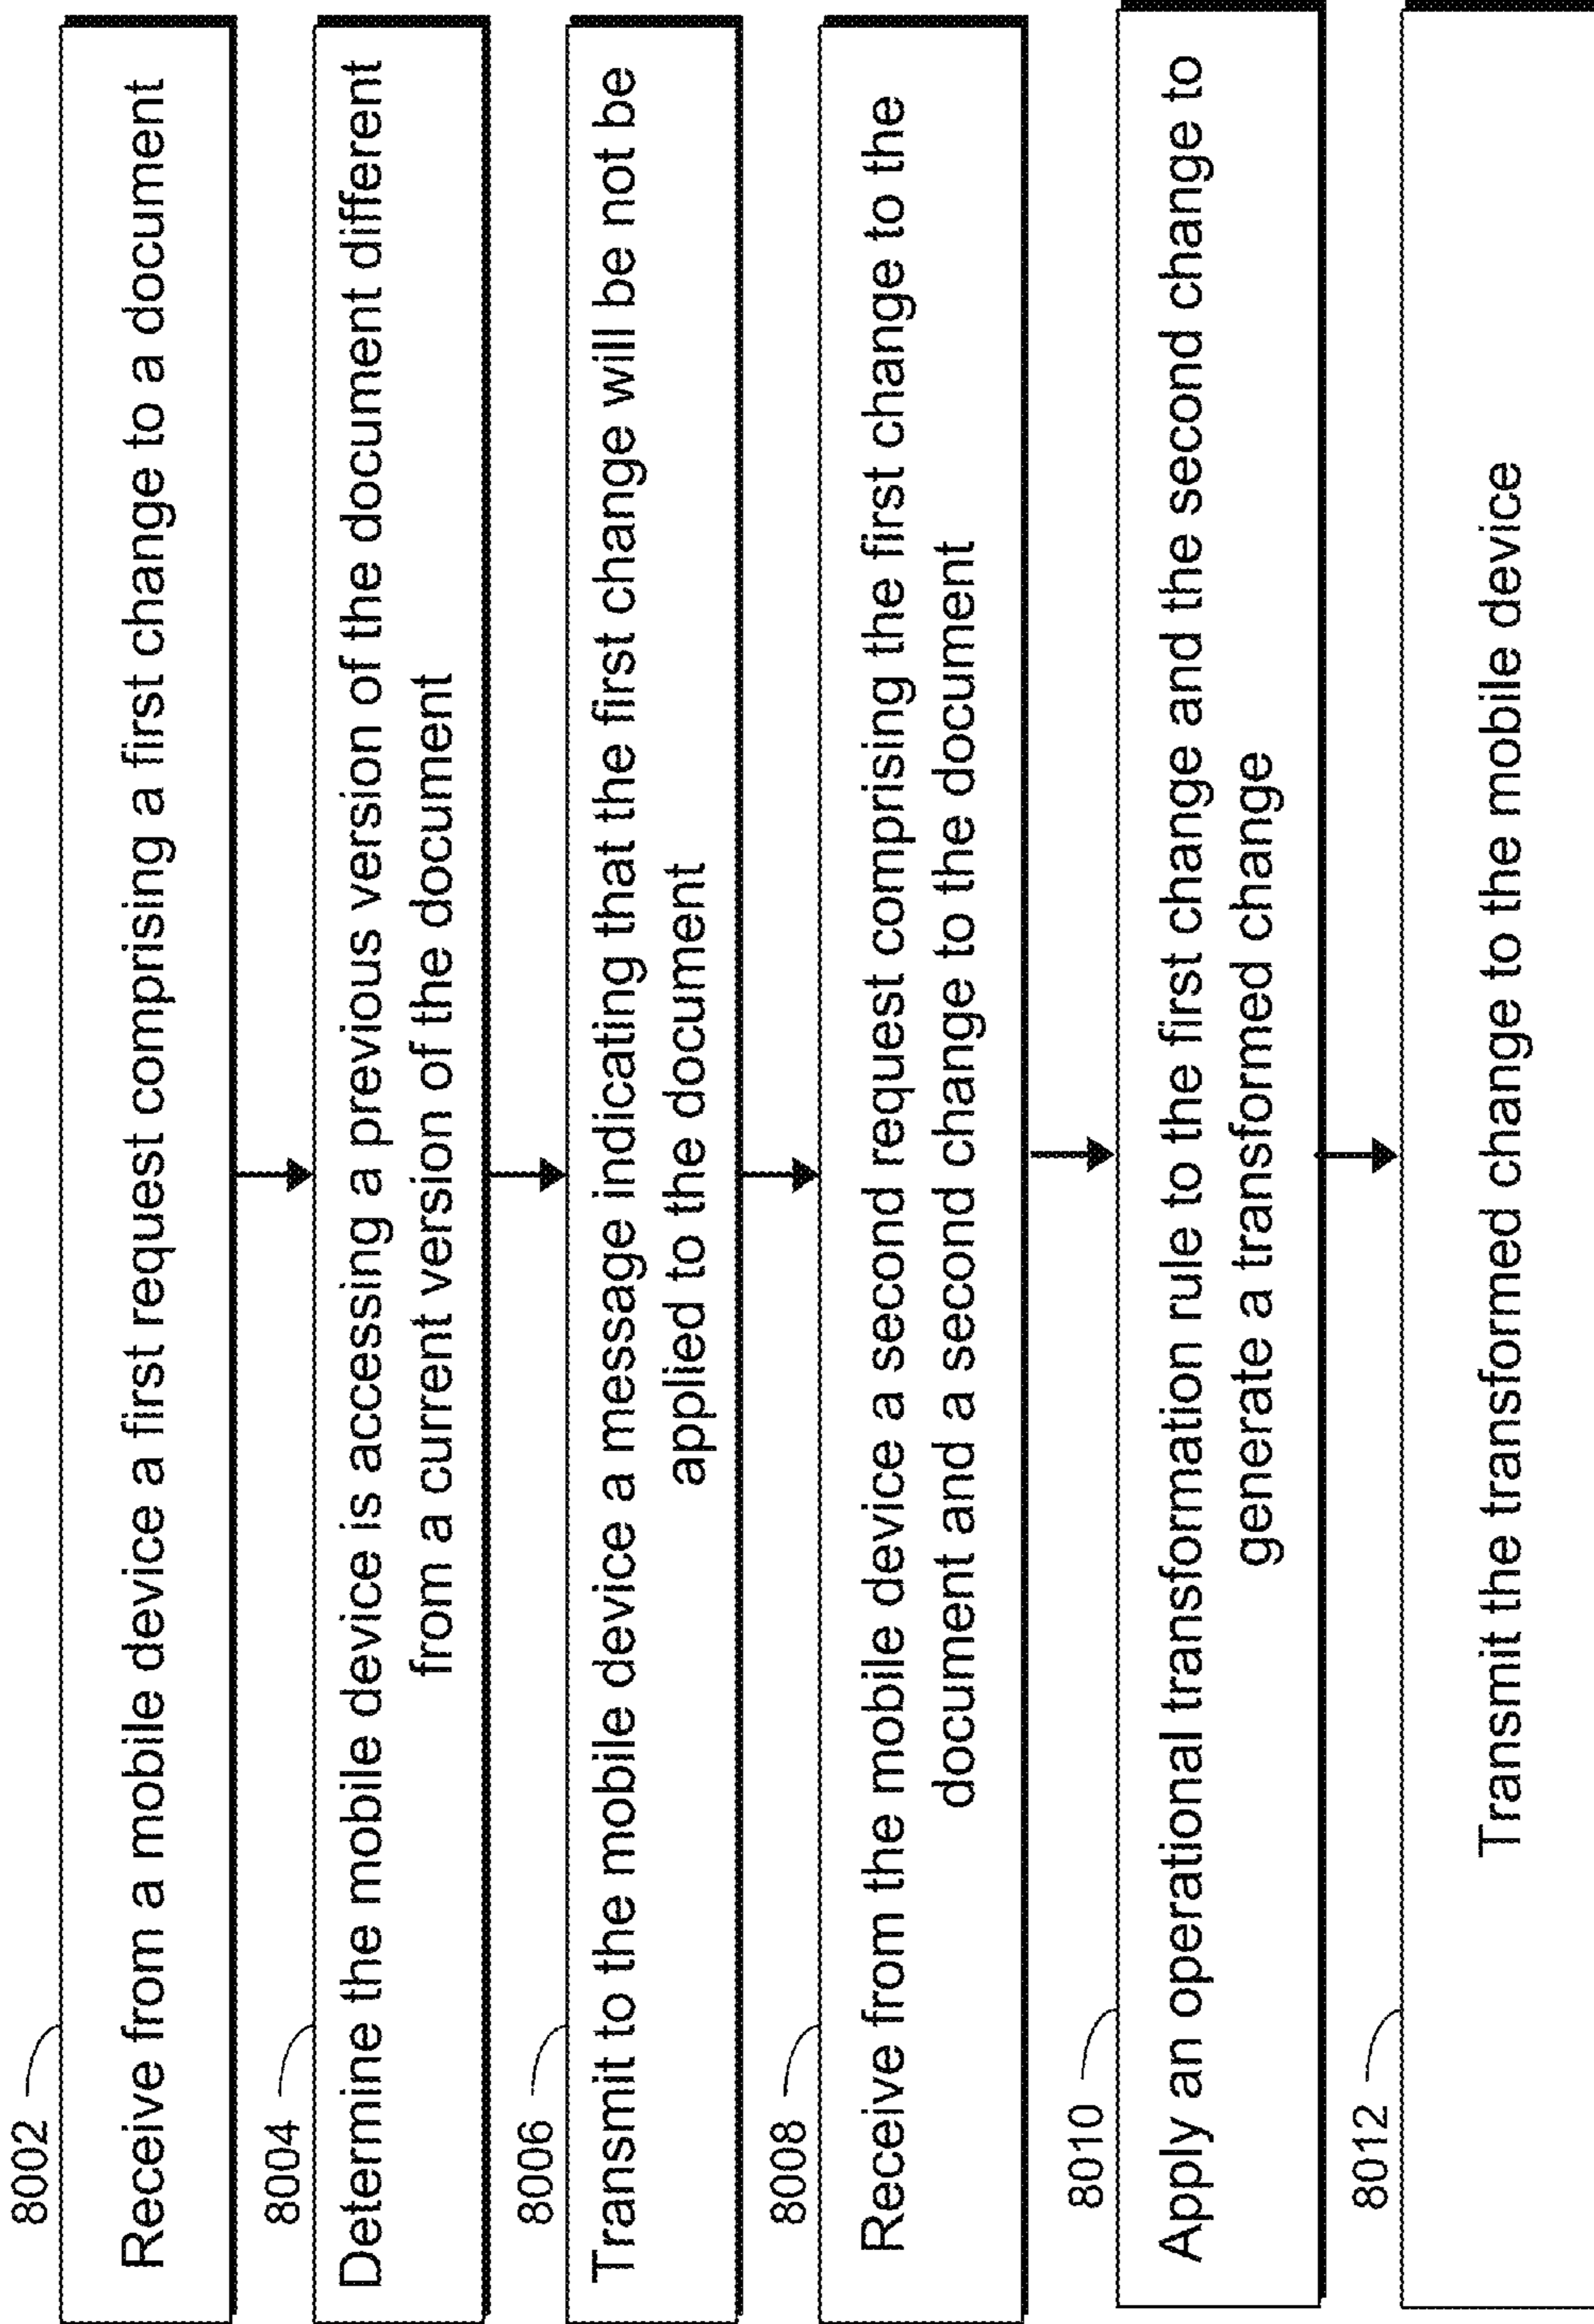 8002
Receive from a mobile device a first request comprising a first change to a document
8004
Determine the mobile device is accessing a previous version of the document different
from a current version of the document
8006
Transmit to the mobile device a message indicating that the first change will be not be
applied to the document
8008
Receive from the mobile device a second request comprising the first change to the
document and a second change to the document
8010
Apply an operational transformation rule to the first change and the second change to
generate a transformed change
8012
Transmit the transformed change to the mobile device